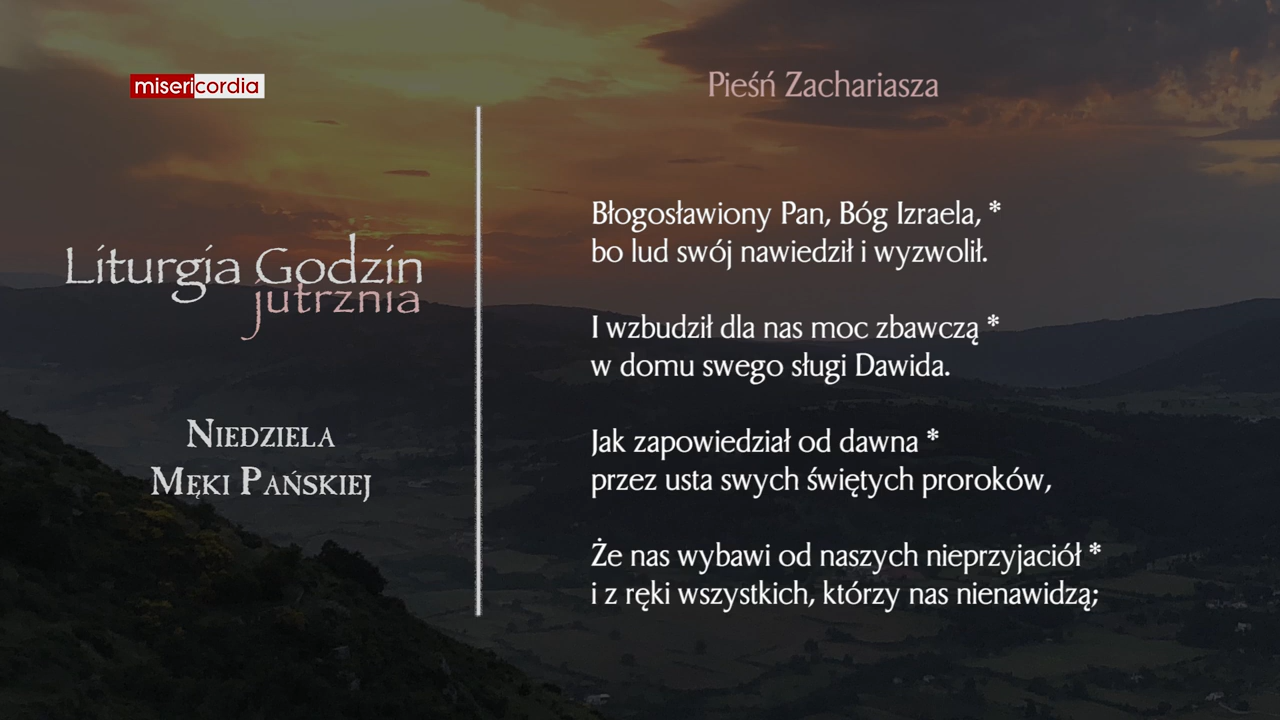 misericordia
Liturgia Godzin
jutrznia
Niedziela
Męki Pańskiej
Pieśń Zachariasza
Błogosławiony Pan, Bóg Izraela, *
bo lud swój nawiedził i wyzwolił.
I wzbudził dla nas moc zbawczą *
w domu swego sługi Dawida.
Jak zapowiedział od dawna *
przez usta swych świętych proroków,
Że nas wybawi od naszych nieprzyjaciół *
i z ręki wszystkich, którzy nas nienawidzą;